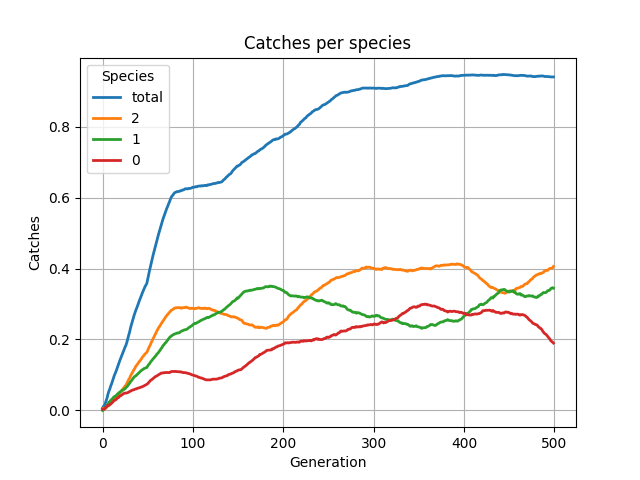 Catches per species
Species
total
2
1
0
Catches
0.8
0.6
0.4
0.2
0.0
0 100 200 300 400 500
Generation